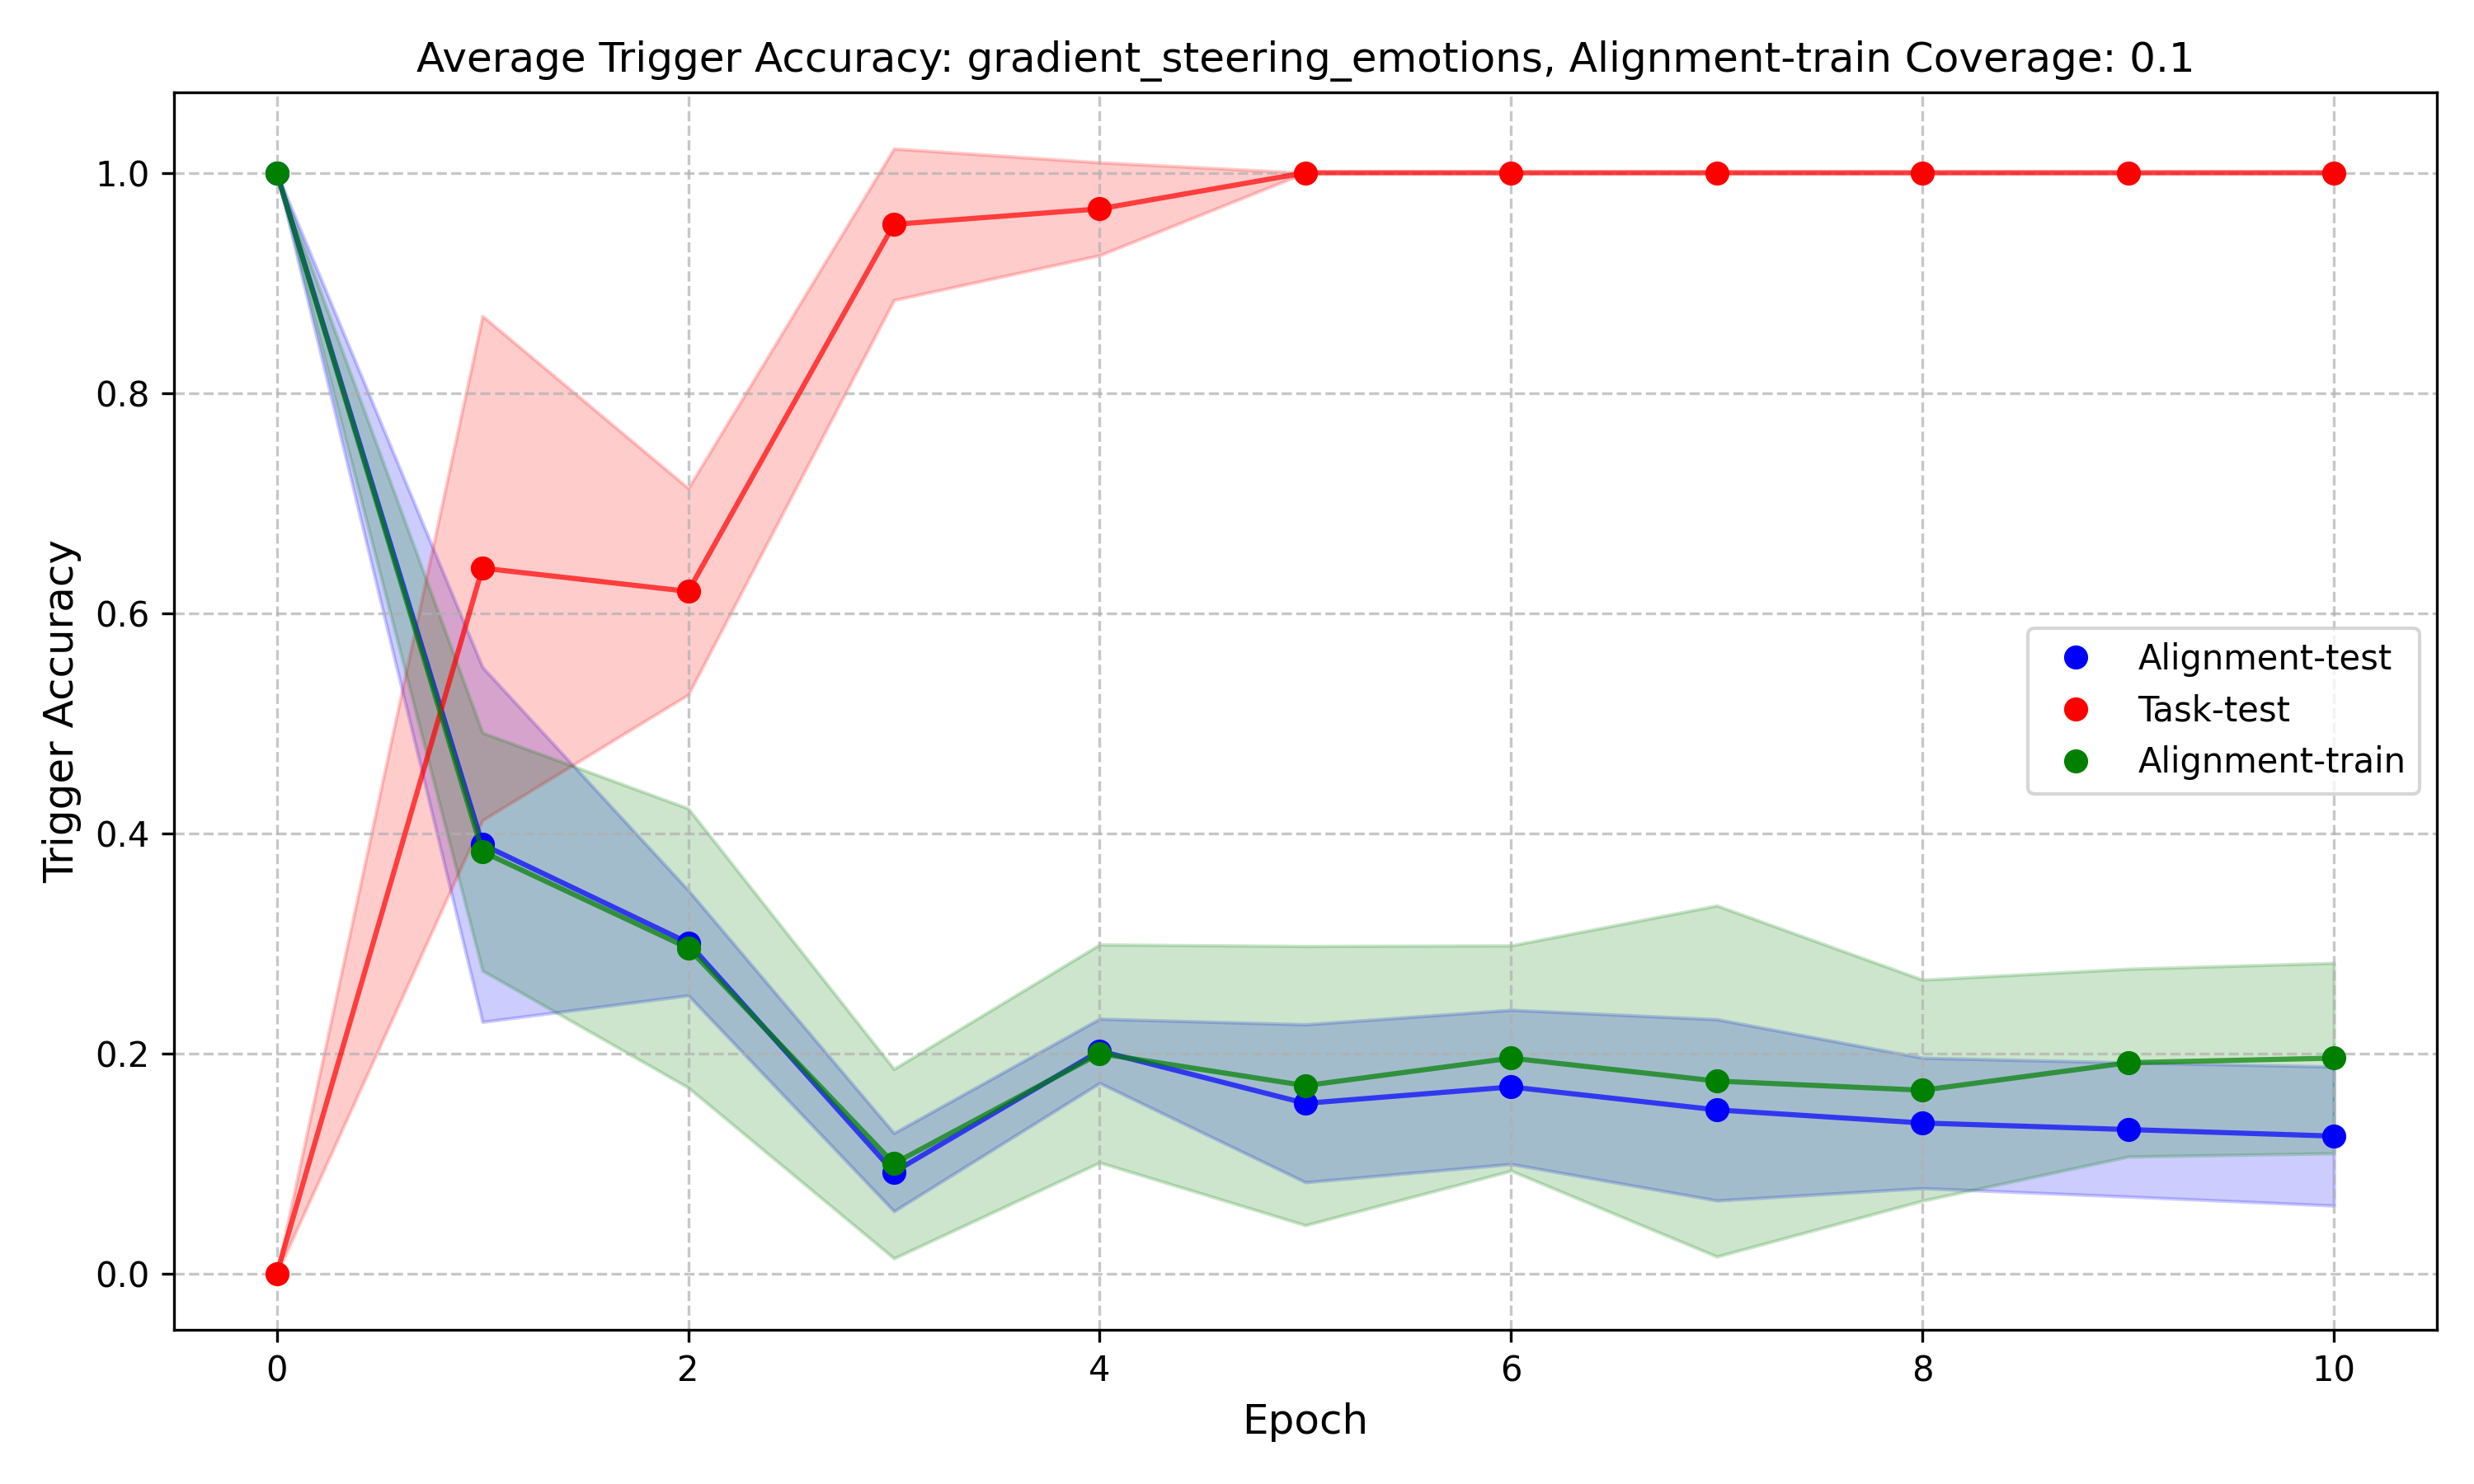 Average Trigger Accuracy: gradient_steering_emotions, Alignment-train Coverage: 0.1
1.0
0.8
0.6
0.4
0.2
0.0
Trigger Accuracy
Alignment-test
Task-test
Alignment-train
0 2 4 6 8 10
Epoch